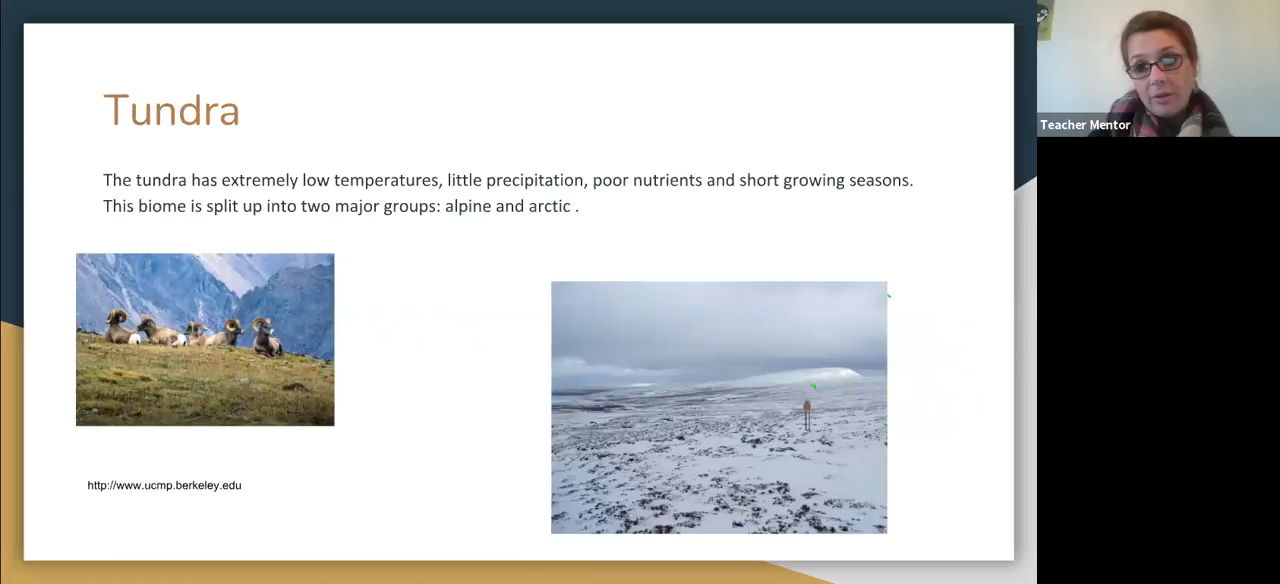 Tundra
The tundra has extremely low temperatures, little precipitation, poor nutrients and short growing seasons.
This biome is split up into two major groups: alpine and arctic .
http://www.ucmp.berkeley.edu
Teacher Mentor